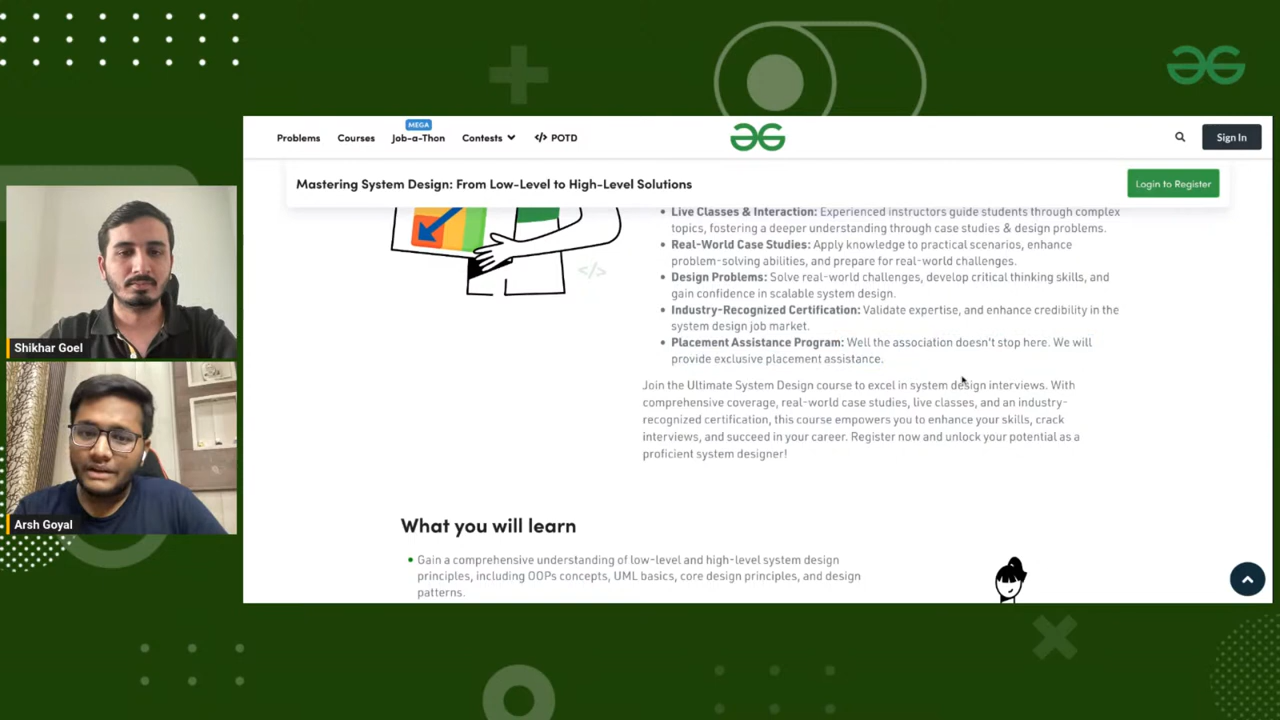 Problems
Courses
MEGA
Job-a-Thon
Contests
</> POTD
Sign In
Mastering System Design: From Low-Level to High-Level Solutions
Login to Register
Live Classes & Interaction: Experienced instructors guide students through complex
topics, fostering a deeper understanding through case studies & design problems.
Real-World Case Studies: Apply knowledge to practical scenarios, enhance
problem-solving abilities, and prepare for real-world challenges.
Design Problems: Solve real-world challenges, develop critical thinking skills, and
gain confidence in scalable system design.
Industry-Recognized Certification: Validate expertise, and enhance credibility in the
system design job market.
Placement Assistance Program: Well the association doesn't stop here. We will
provide exclusive placement assistance.
</>
Join the Ultimate System Design course to excel in system design interviews. With
comprehensive coverage, real-world case studies, live classes, and an industry-
recognized certification, this course empowers you to enhance your skills, crack
interviews, and succeed in your career. Register now and unlock your potential as a
proficient system designer!
What you will learn
Gain a comprehensive understanding of low-level and high-level system design
principles, including OOPs concepts, UML basics, core design principles, and design
patterns.
Shikhar Goel
Arsh Goyal